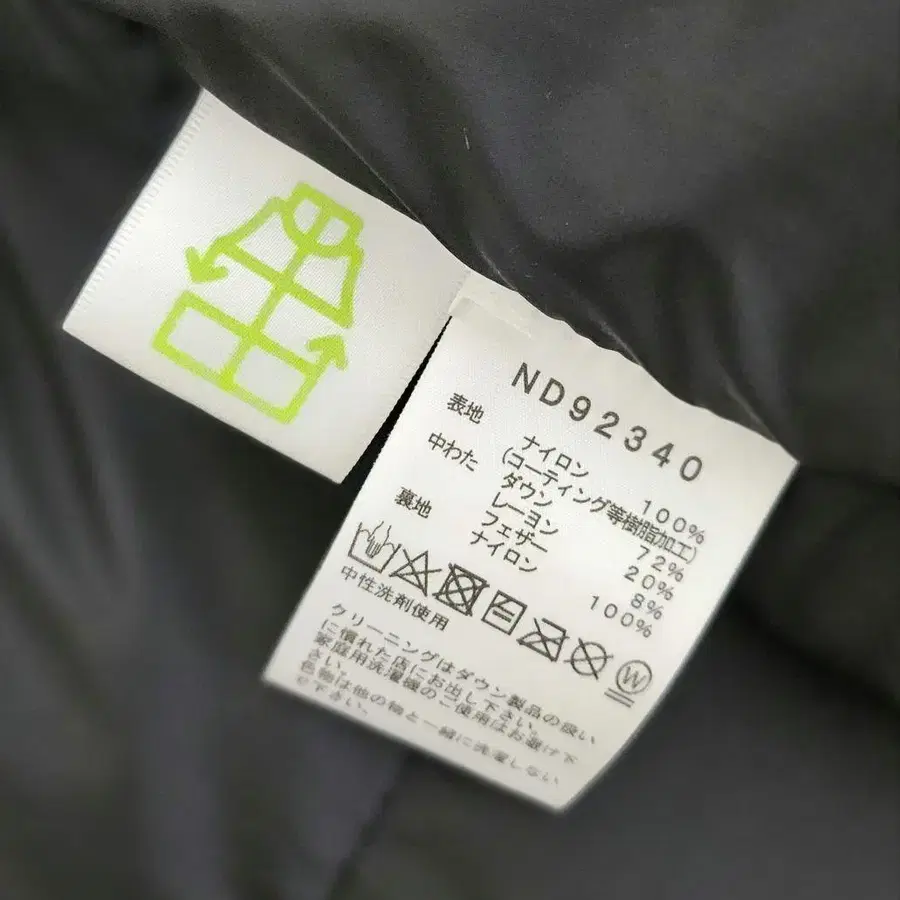 ND92340
表地 ナイロン 100%
(コーティング等樹脂加工)
中わた ダウン 72%
レーヨン 20%
フェザー 8%
裏地 ナイロン 100%
W
中性洗剤使用
クリーニングはダウン製品の扱い
に慣れた店にお出し下さい。
家庭用洗濯機のご使用はお避け下
さい。
色物は他の物と一緒に洗濯しない
で下さい。